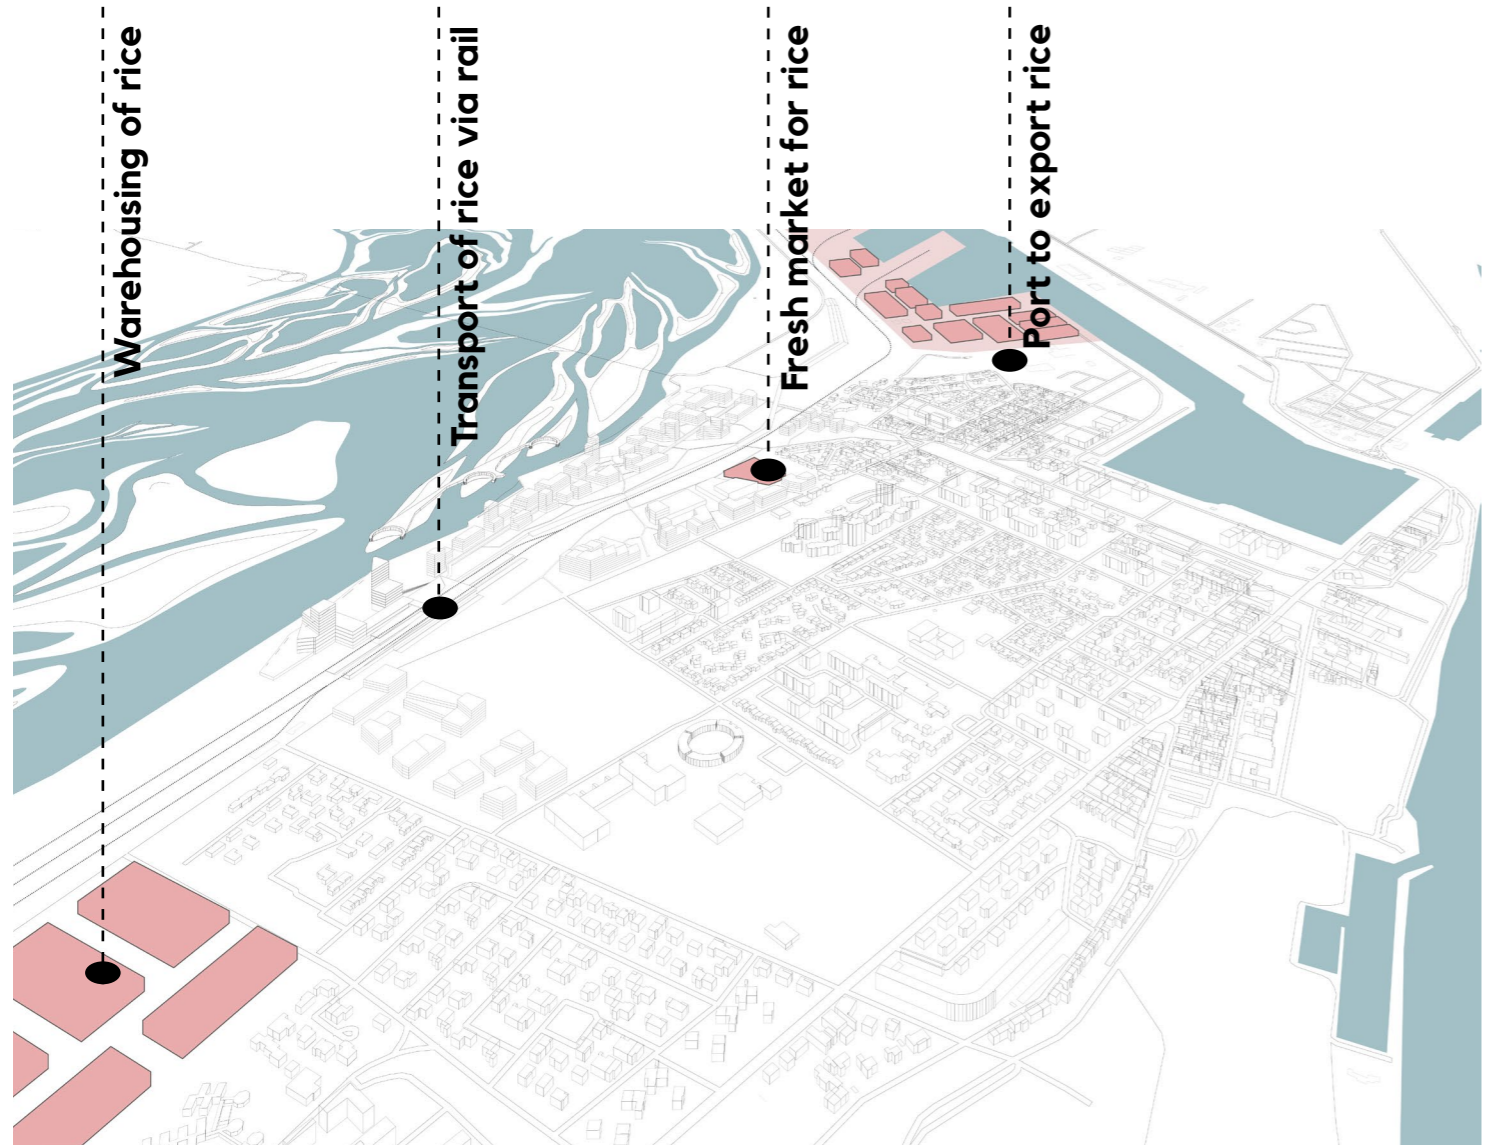 Warehousing of rice
Transport of rice via rail
Fresh market for rice
Port to export rice